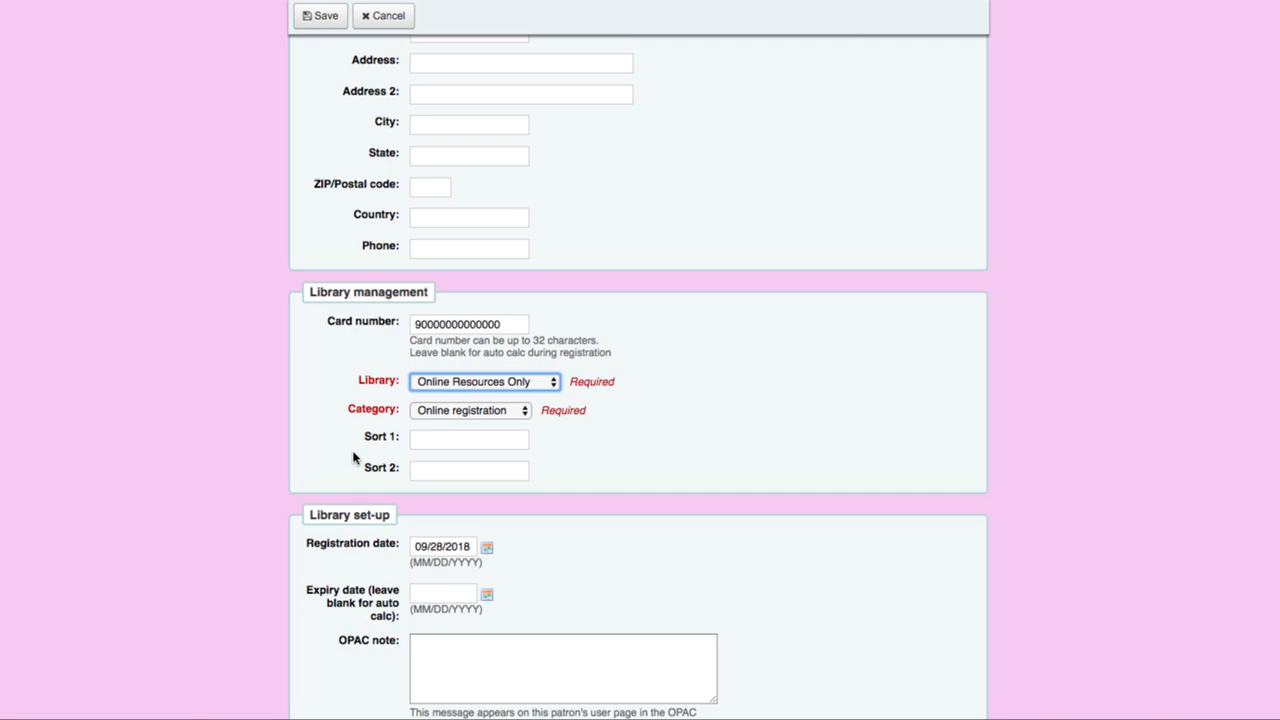 Save Cancel
Address:
Address 2:
City:
State:
ZIP/Postal code:
Country:
Phone:
Library management
Card number: 90000000000000
Card number can be up to 32 characters.
Leave blank for auto calc during registration
Library: Online Resources Only Required
Category: Online registration Required
Sort 1:
Sort 2:
Library set-up
Registration date: 09/28/2018
(MM/DD/YYYY)
Expiry date (leave
blank for auto
calc):
(MM/DD/YYYY)
OPAC note:
This message appears on this patron's user page in the OPAC